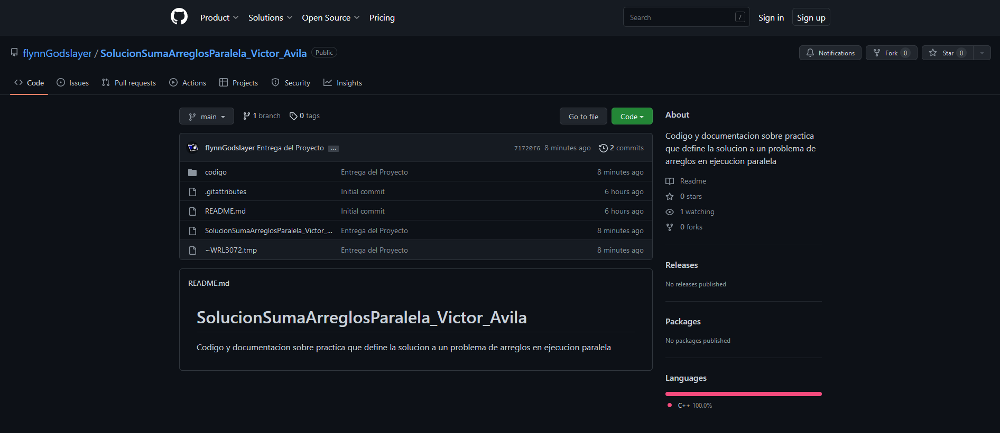 Product Solutions Open Source Pricing Search / Sign in Sign up
flynnGodslayer / SolucionSumaArreglosParalela_Victor_Avila Public Notifications Fork 0 Star 0
Code Issues Pull requests Actions Projects Security Insights
main 1 branch 0 tags Go to file Code
flynnGodslayer Entrega del Proyecto ... 71720f6 8 minutes ago 2 commits
codigo Entrega del Proyecto 8 minutes ago
.gitattributes Initial commit 6 hours ago
README.md Initial commit 6 hours ago
SolucionSumaArreglosParalela_Victor_... Entrega del Proyecto 8 minutes ago
~WRL3072.tmp Entrega del Proyecto 8 minutes ago
README.md
SolucionSumaArreglosParalela_Victor_Avila
Codigo y documentacion sobre practica que define la solucion a un problema de arreglos en ejecucion paralela
About
Codigo y documentacion sobre practica
que define la solucion a un problema de
arreglos en ejecucion paralela
Readme
0 stars
1 watching
0 forks
Releases
No releases published
Packages
No packages published
Languages
C++ 100.0%